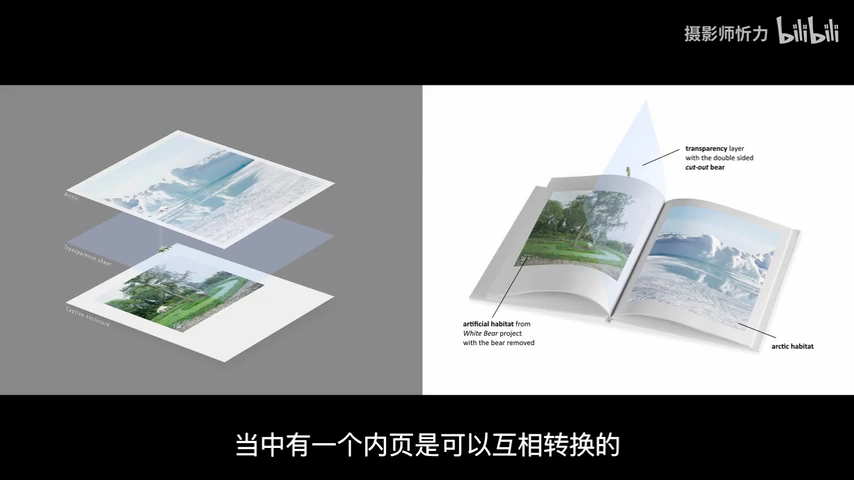 摄影师忻力 bilibili
Arctic
Transparence sheet
Captive enclosure
transparency layer
with the double sided
cut-out bear
artificial habitat from
White Bear project
with the bear removed
arctic habitat
当中有一个内页是可以互相转换的